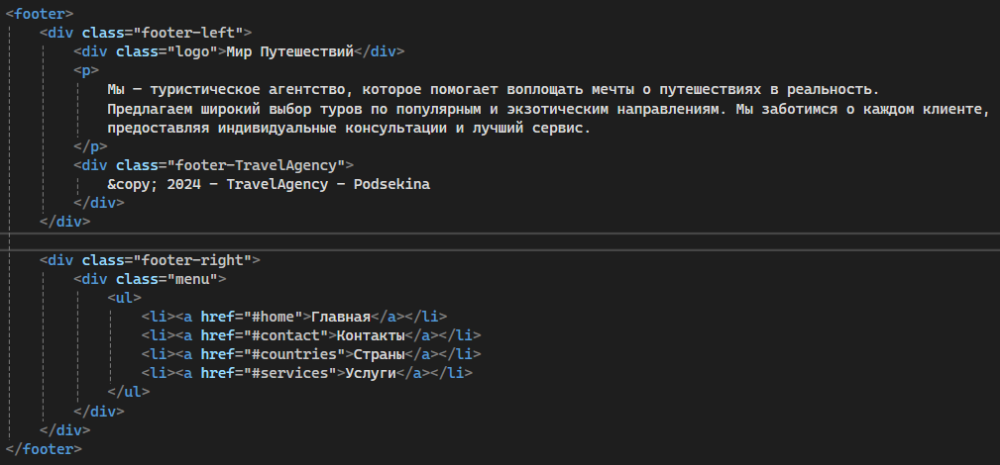 <footer>
<div class="footer-left">
<div class="logo">Мир Путешествий</div>
<p>
Мы — туристическое агентство, которое помогает воплощать мечты о путешествиях в реальность.
Предлагаем широкий выбор туров по популярным и экзотическим направлениям. Мы заботимся о каждом клиенте,
предоставляя индивидуальные консультации и лучший сервис.
</p>
<div class="footer-TravelAgency">
&copy; 2024 — TravelAgency — Podsekina
</div>
</div>
<div class="footer-right">
<div class="menu">
<ul>
<li><a href="#home">Главная</a></li>
<li><a href="#contact">Контакты</a></li>
<li><a href="#countries">Страны</a></li>
<li><a href="#services">Услуги</a></li>
</ul>
</div>
</div>
</footer>